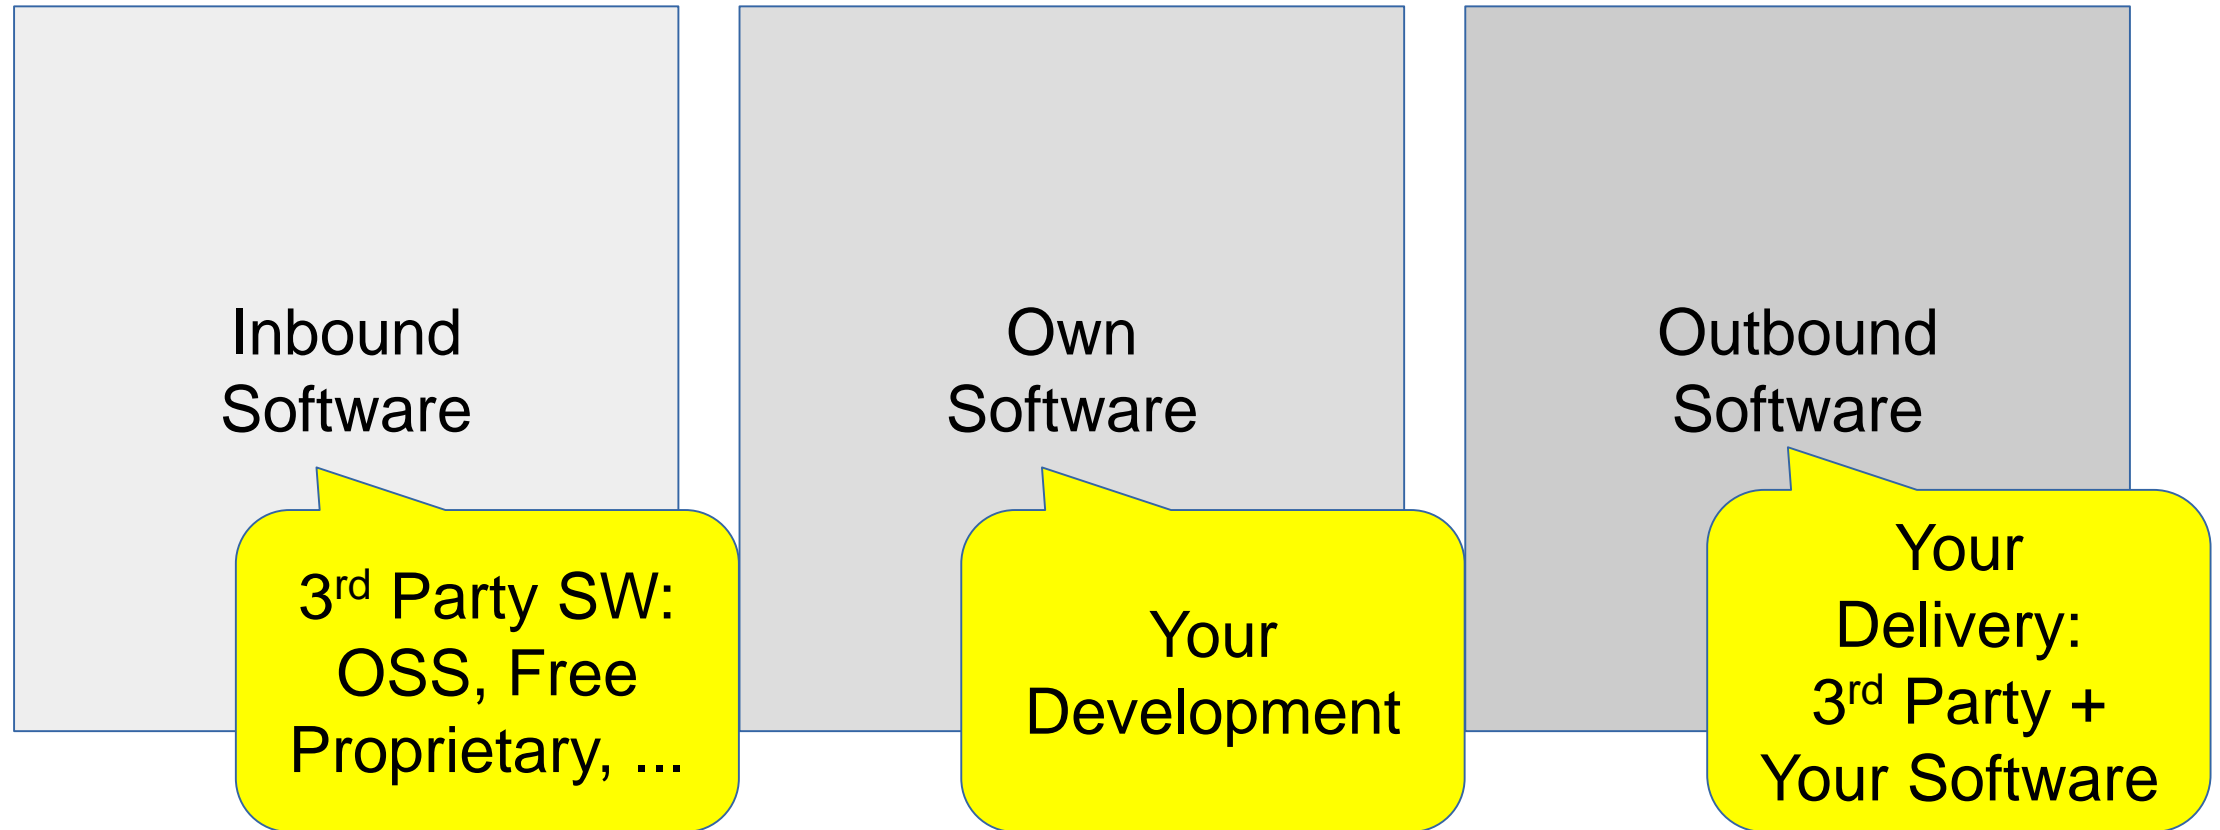 Inbound
Software
3rd Party SW:
OSS, Free
Proprietary, ...
Own
Software
Your
Development
Outbound
Software
Your
Delivery:
3rd Party +
Your Software